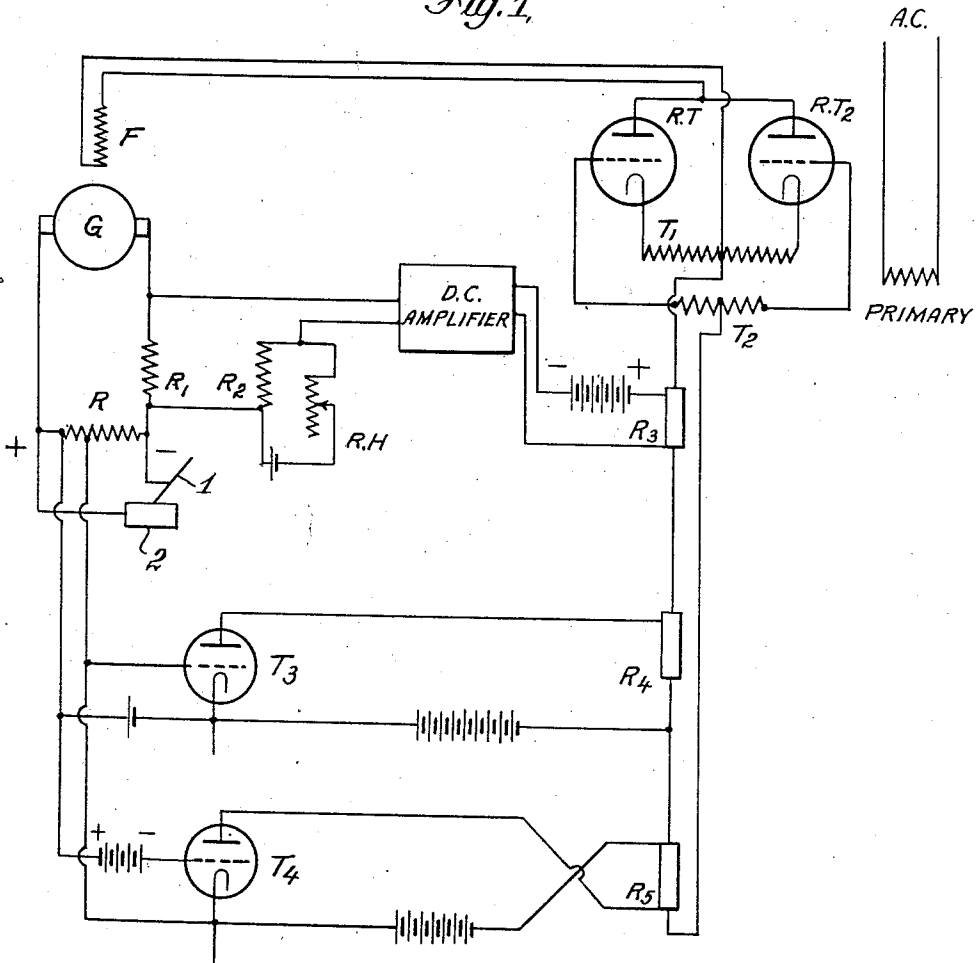 Fig. 1,
A.C.
F
R.T
R.T2
G
T1
D.C.
AMPLIFIER
PRIMARY
T2
R1
R2
- +
R
R3
R.H
+
-
1
2
T3
R4
+ -
T4
R5